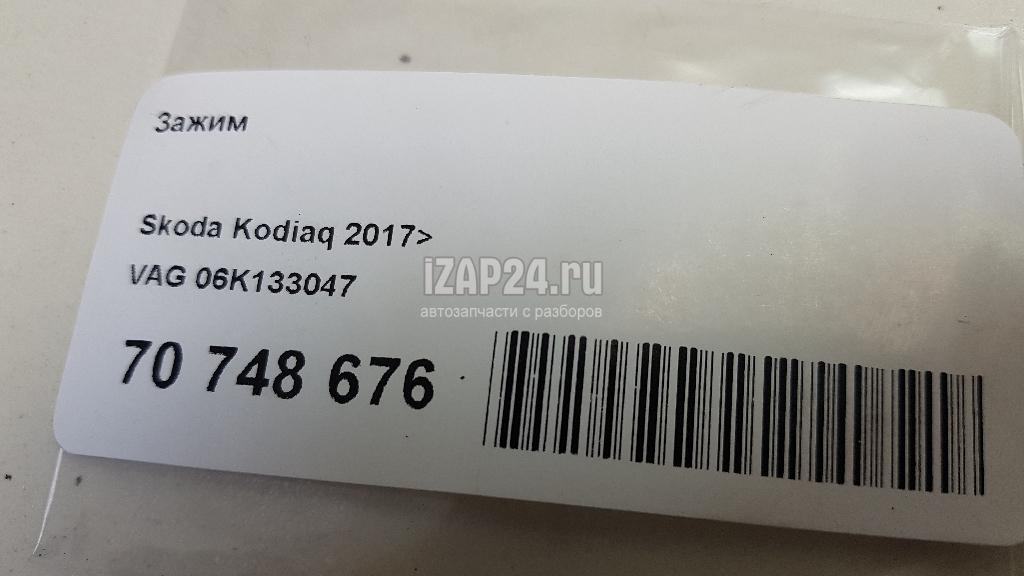 Зажим
Skoda Kodiaq 2017>
VAG 06K133047
iZAP24.ru
автозапчасти с разборов
70 748 676